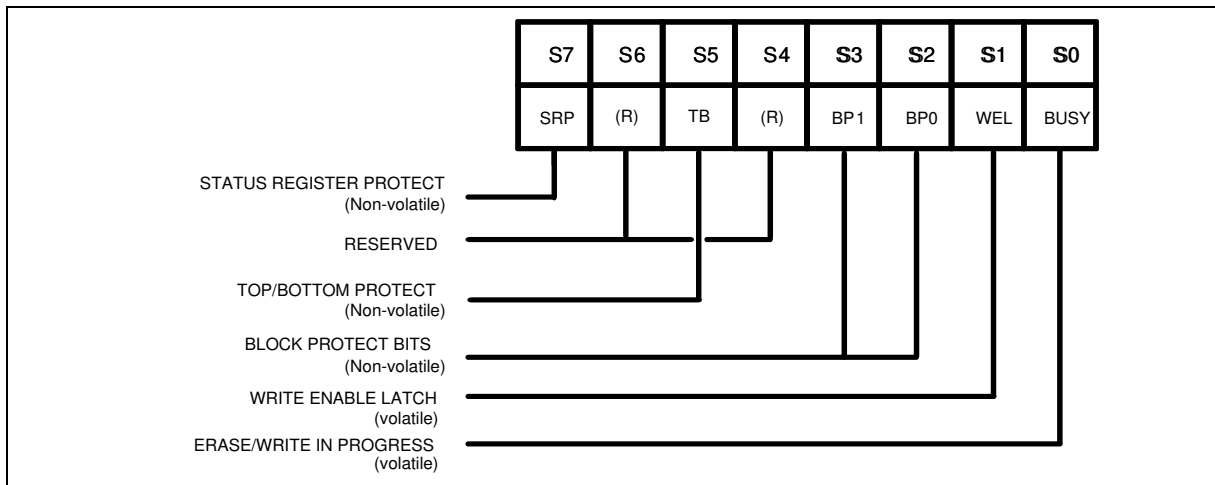 S7 S6 S5 S4 S3 S2 S1 S0
SRP (R) TB (R) BP1 BP0 WEL BUSY
STATUS REGISTER PROTECT
(Non-volatile)
RESERVED
TOP/BOTTOM PROTECT
(Non-volatile)
BLOCK PROTECT BITS
(Non-volatile)
WRITE ENABLE LATCH
(volatile)
ERASE/WRITE IN PROGRESS
(volatile)